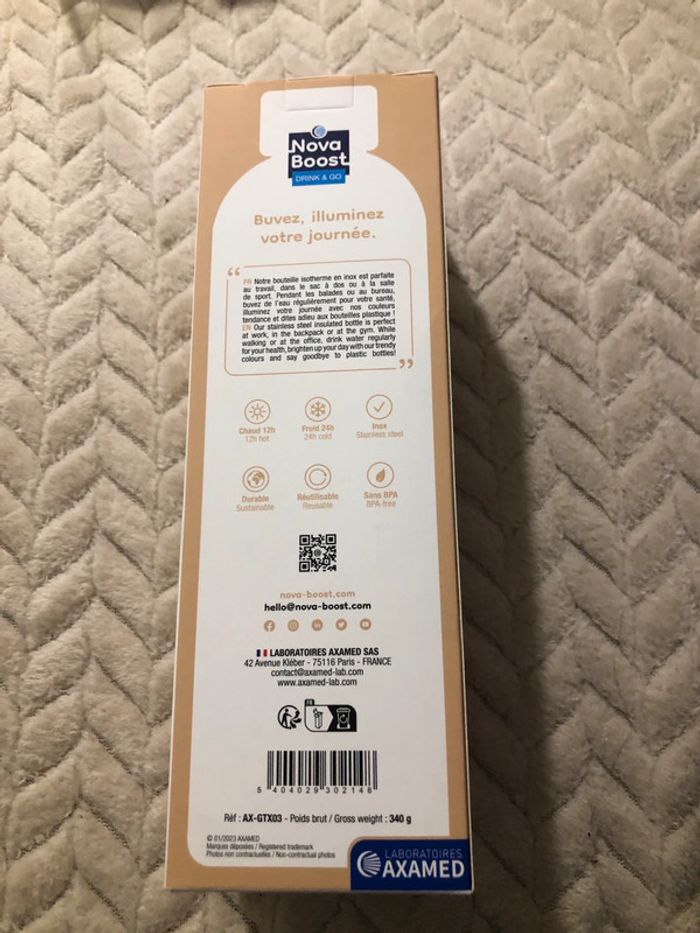 Nova
Boost
DRINK & GO
Buvez, illuminez
votre journée.
“
FR Notre bouteille isotherme en inox est parfaite
au travail, dans le sac à dos ou à la salle
de sport. Pendant les balades ou au bureau,
buvez de l'eau régulièrement pour votre santé,
illuminez votre journée avec nos couleurs
tendance et dites adieu aux bouteilles plastique !
EN Our stainless steel insulated bottle is perfect
at work, in the backpack or at the gym. While
walking or at the office, drink water regularly
for your health, brighten up your day with our trendy
colours and say goodbye to plastic bottles!
”
Chaud 12h Froid 24h Inox
12h hot 24h cold Stainless steel
Durable Réutilisable Sans BPA
Sustainable Reusable BPA-free
nova-boost.com
hello@nova-boost.com
LABORATOIRES AXAMED SAS
42 Avenue Kléber - 75116 Paris - FRANCE
contact@axamed-lab.com
www.axamed-lab.com
FR
5 404029 302148
Réf : AX-GTX03 - Poids brut / Gross weight : 340 g
© 01/2023 AXAMED
Marques déposées / Registered trademark
Photos non contractuelles / Non-contractual photos
LABORATOIRES
AXAMED